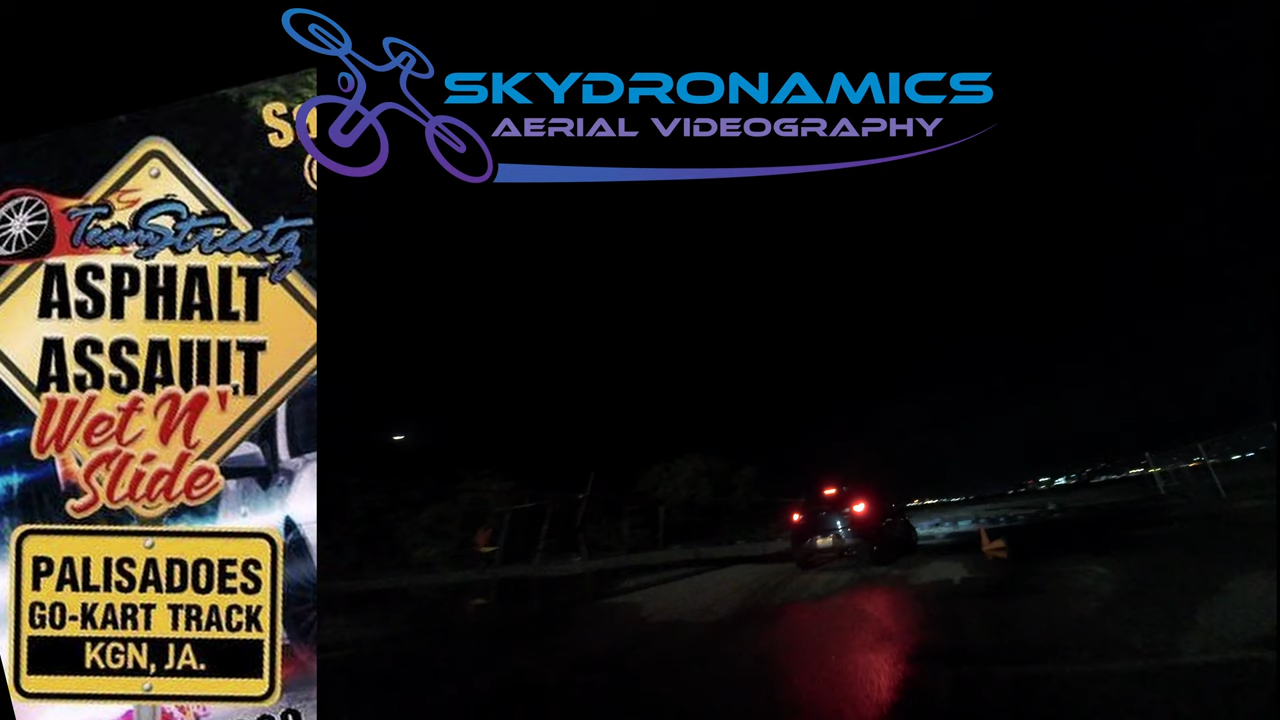 SKYDRONAMICS
AERIAL VIDEOGRAPHY
TeamStreetz
ASPHALT
ASSAULT
Wet N'
Slide
PALISADOES
GO-KART TRACK
KGN, JA.